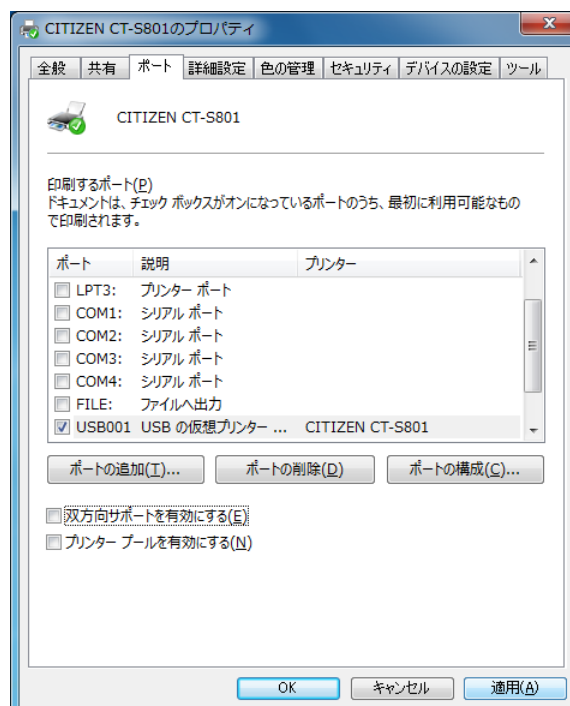 CITIZEN CT-S801のプロパティ
全般 共有 ポート 詳細設定 色の管理 セキュリティ デバイスの設定 ツール
CITIZEN CT-S801
印刷するポート(P)
ドキュメントは、チェック ボックスがオンになっているポートのうち、最初に利用可能なもの
で印刷されます。
ポート 説明 プリンター
LPT3: プリンター ポート
COM1: シリアル ポート
COM2: シリアル ポート
COM3: シリアル ポート
COM4: シリアル ポート
FILE: ファイルへ出力
USB001 USB の仮想プリンター ... CITIZEN CT-S801
ポートの追加(T)... ポートの削除(D) ポートの構成(C)...
双方向サポートを有効にする(E)
プリンター プールを有効にする(N)
OK キャンセル 適用(A)